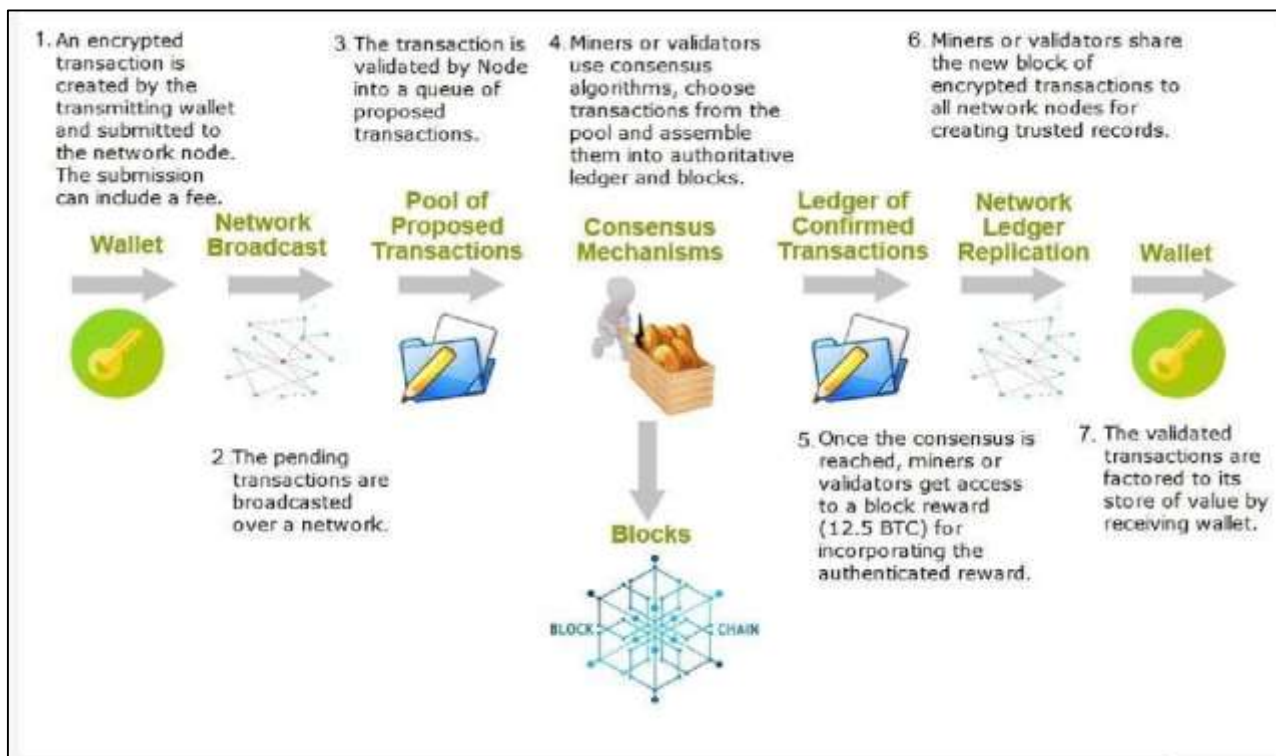 1. An encrypted
transaction is
created by the
transmitting wallet
and submitted to
the network node.
The submission
can include a fee.
3. The transaction is
validated by Node
into a queue of
proposed
transactions.
4. Miners or validators
use consensus
algorithms, choose
transactions from the
pool and assemble
them into authoritative
ledger and blocks.
6. Miners or validators share
the new block of
encrypted transactions to
all network nodes for
creating trusted records.
Wallet
Network
Broadcast
Pool of
Proposed
Transactions
Consensus
Mechanisms
Ledger of
Confirmed
Transactions
Network
Ledger
Replication
Wallet
2 The pending
transactions are
broadcasted
over a network.
5. Once the consensus is
reached, miners or
validators get access
to a block reward
(12.5 BTC) for
incorporating the
authenticated reward.
7. The validated
transactions are
factored to its
store of value by
receiving wallet.
Blocks
BLOCK CHAIN